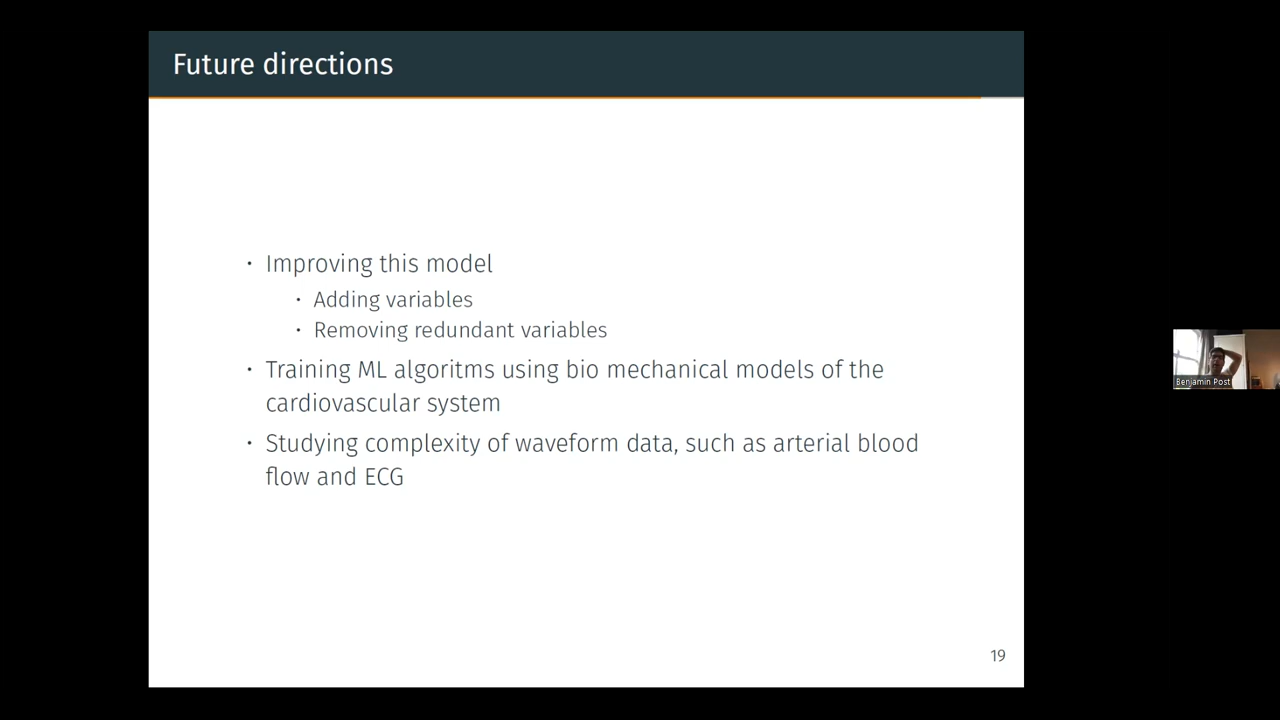 Future directions
· Improving this model
· Adding variables
· Removing redundant variables
· Training ML algoritms using bio mechanical models of the
cardiovascular system
· Studying complexity of waveform data, such as arterial blood
flow and ECG
Benjamin Post
19